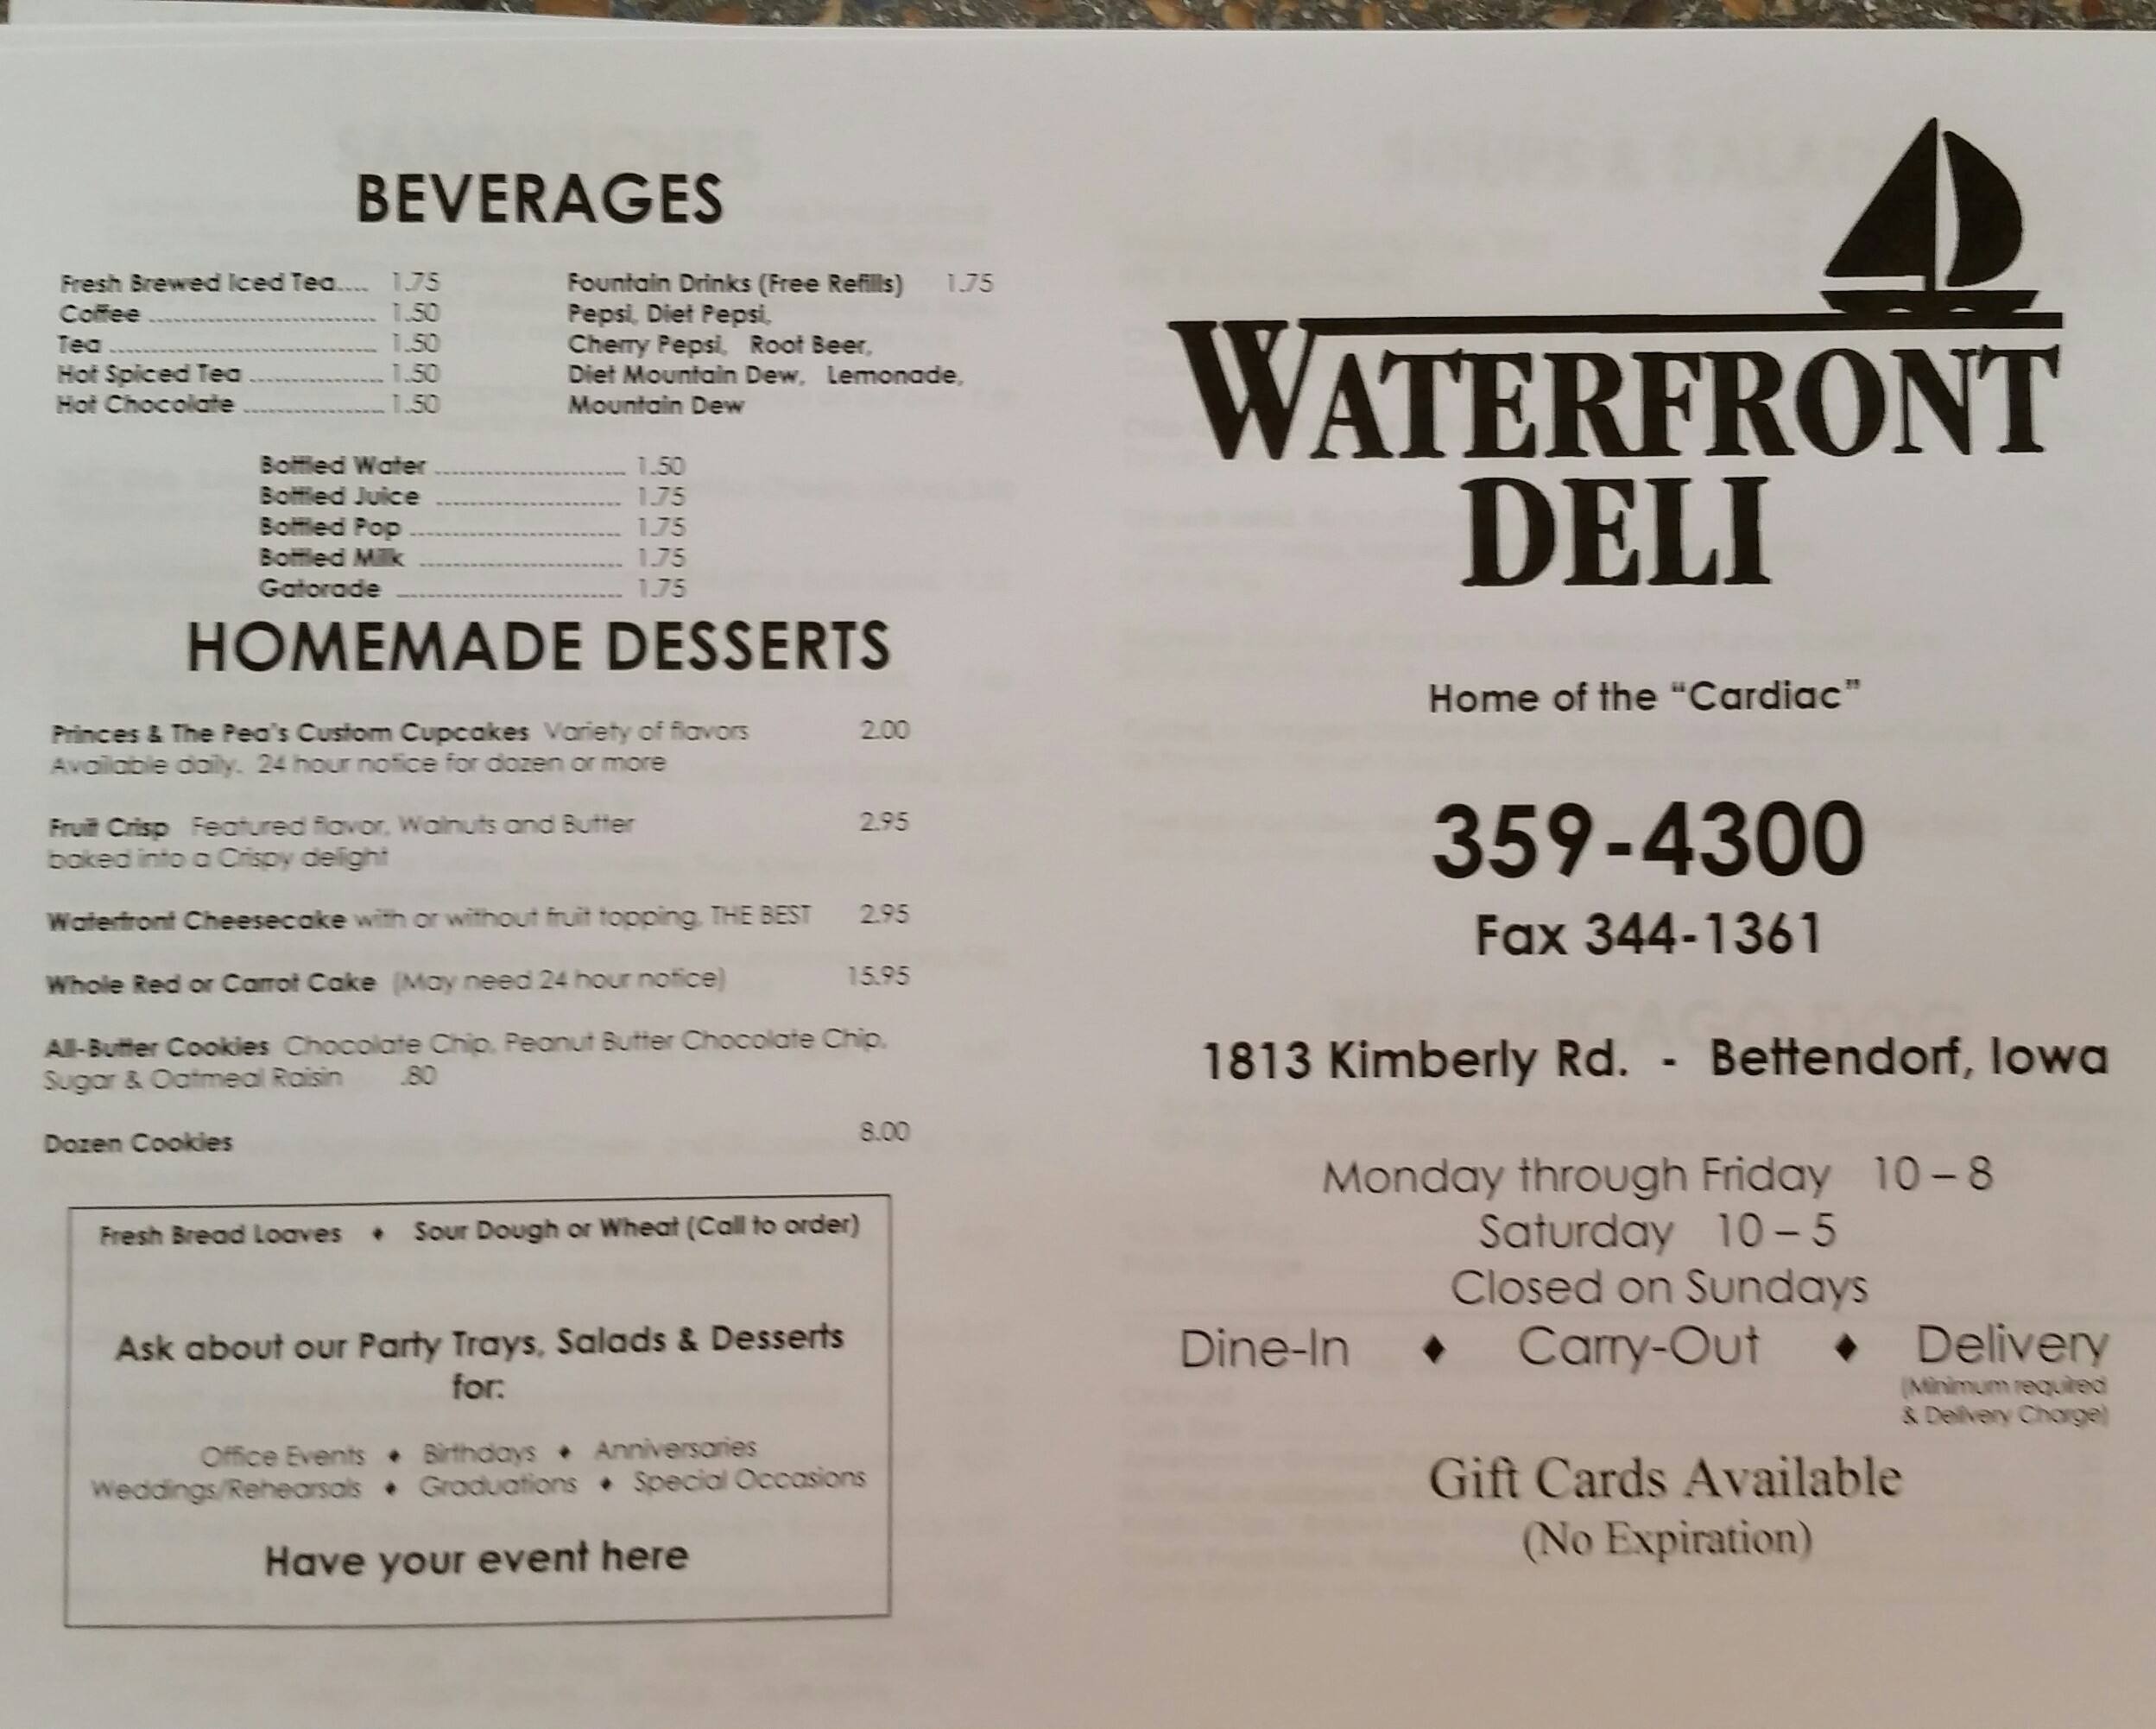 BEVERAGES
Fresh Brewed Iced Tea.... 1.75
Coffee ............................ 1.50
Tea ................................. 1.50
Hot Spiced Tea ................ 1.50
Hot Chocolate ................. 1.50
Fountain Drinks (Free Refills) 1.75
Pepsi, Diet Pepsi,
Cherry Pepsi, Root Beer,
Diet Mountain Dew, Lemonade,
Mountain Dew
Bottled Water ........................ 1.50
Bottled Juice ....................... 1.75
Bottled Pop .......................... 1.75
Bottled Milk ......................... 1.75
Gatorade ............................ 1.75
HOMEMADE DESSERTS
Princes & The Pea's Custom Cupcakes Variety of flavors 2.00
Available daily. 24 hour notice for dozen or more
Fruit Crisp Featured flavor, Walnuts and Butter 2.95
baked into a Crispy delight
Waterfront Cheesecake with or without fruit topping, THE BEST 2.95
Whole Red or Carrot Cake (May need 24 hour notice) 15.95
All-Butter Cookies Chocolate Chip, Peanut Butter Chocolate Chip,
Sugar & Oatmeal Raisin .80
Dozen Cookies 8.00
Fresh Bread Loaves ♦ Sour Dough or Wheat (Call to order)
Ask about our Party Trays, Salads & Desserts
for:
Office Events ♦ Birthdays ♦ Anniversaries
Weddings/Rehearsals ♦ Graduations ♦ Special Occasions
Have your event here
WATERFRONT
DELI
Home of the "Cardiac"
359-4300
Fax 344-1361
1813 Kimberly Rd. - Bettendorf, Iowa
Monday through Friday 10 – 8
Saturday 10 – 5
Closed on Sundays
Dine-In ♦ Carry-Out ♦ Delivery
(Minimum required
& Delivery Charge)
Gift Cards Available
(No Expiration)